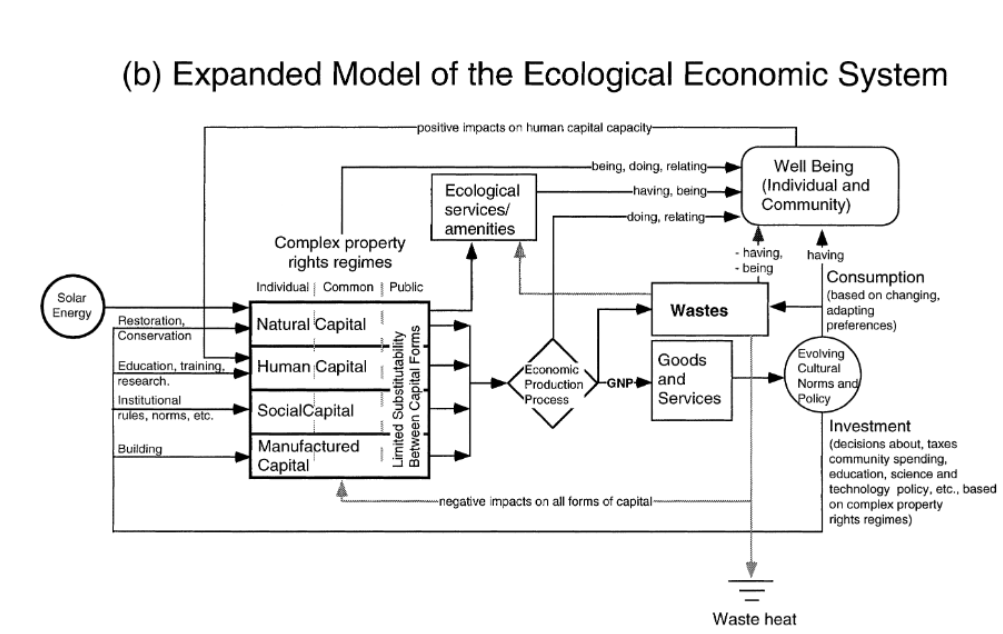 (b) Expanded Model of the Ecological Economic System
positive impacts on human capital capacity
being, doing, relating
Well Being
(Individual and
Community)
Ecological
services/
amenities
having, being
doing, relating
Complex property
rights regimes
- having,
- being
having
Individual | Common | Public
Solar
Energy
Consumption
(based on changing,
adapting
preferences)
Restoration,
Conservation
Natural Capital
Wastes
Education, training,
research.
Human Capital
Limited Substitutability
Between Capital Forms
Economic
Production
Process
GNP
Goods
and
Services
Evolving
Cultural
Norms and
Policy
Institutional
rules, norms, etc.
SocialCapital
Building
Manufactured
Capital
Investment
(decisions about, taxes
community spending,
education, science and
technology policy, etc., based
on complex property
rights regimes)
negative impacts on all forms of capital
Waste heat